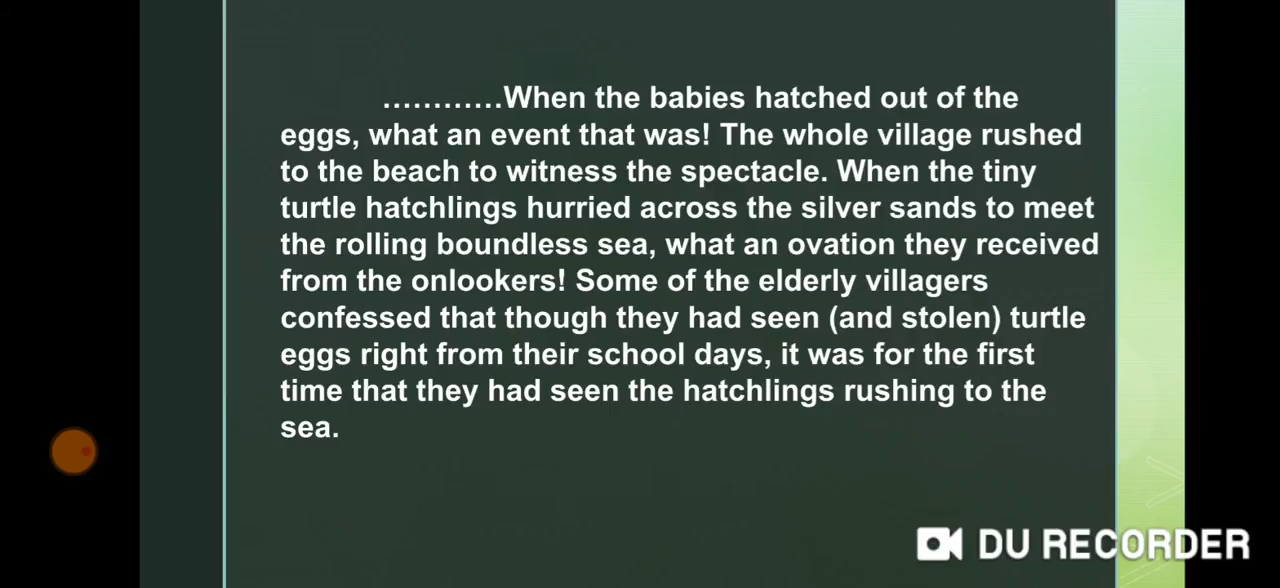 ............When the babies hatched out of the
eggs, what an event that was! The whole village rushed
to the beach to witness the spectacle. When the tiny
turtle hatchlings hurried across the silver sands to meet
the rolling boundless sea, what an ovation they received
from the onlookers! Some of the elderly villagers
confessed that though they had seen (and stolen) turtle
eggs right from their school days, it was for the first
time that they had seen the hatchlings rushing to the
sea.
DU RECORDER